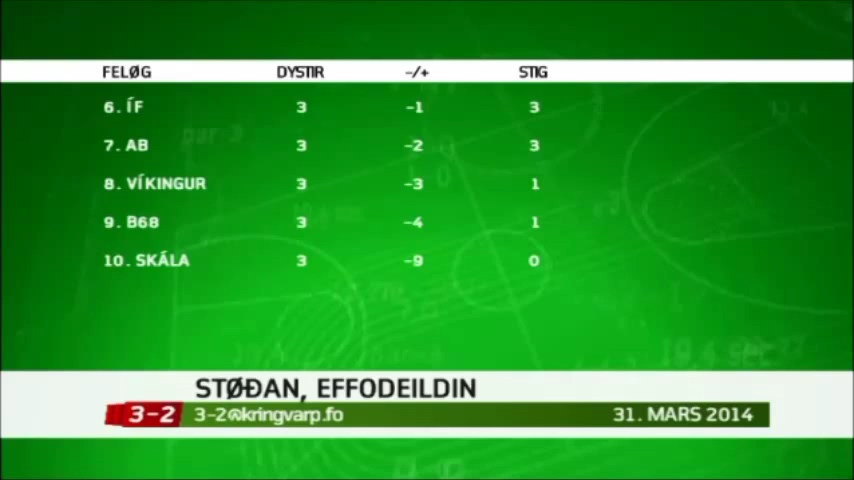 FELØG DYSTIR -/+ STIG
6. ÍF 3 -1 3
7. AB 3 -2 3
8. VÍKINGUR 3 -3 1
9. B68 3 -4 1
10. SKÁLA 3 -9 0
STØÐAN, EFFODEILDIN
3-2 3-2@kringvarp.fo 31. MARS 2014